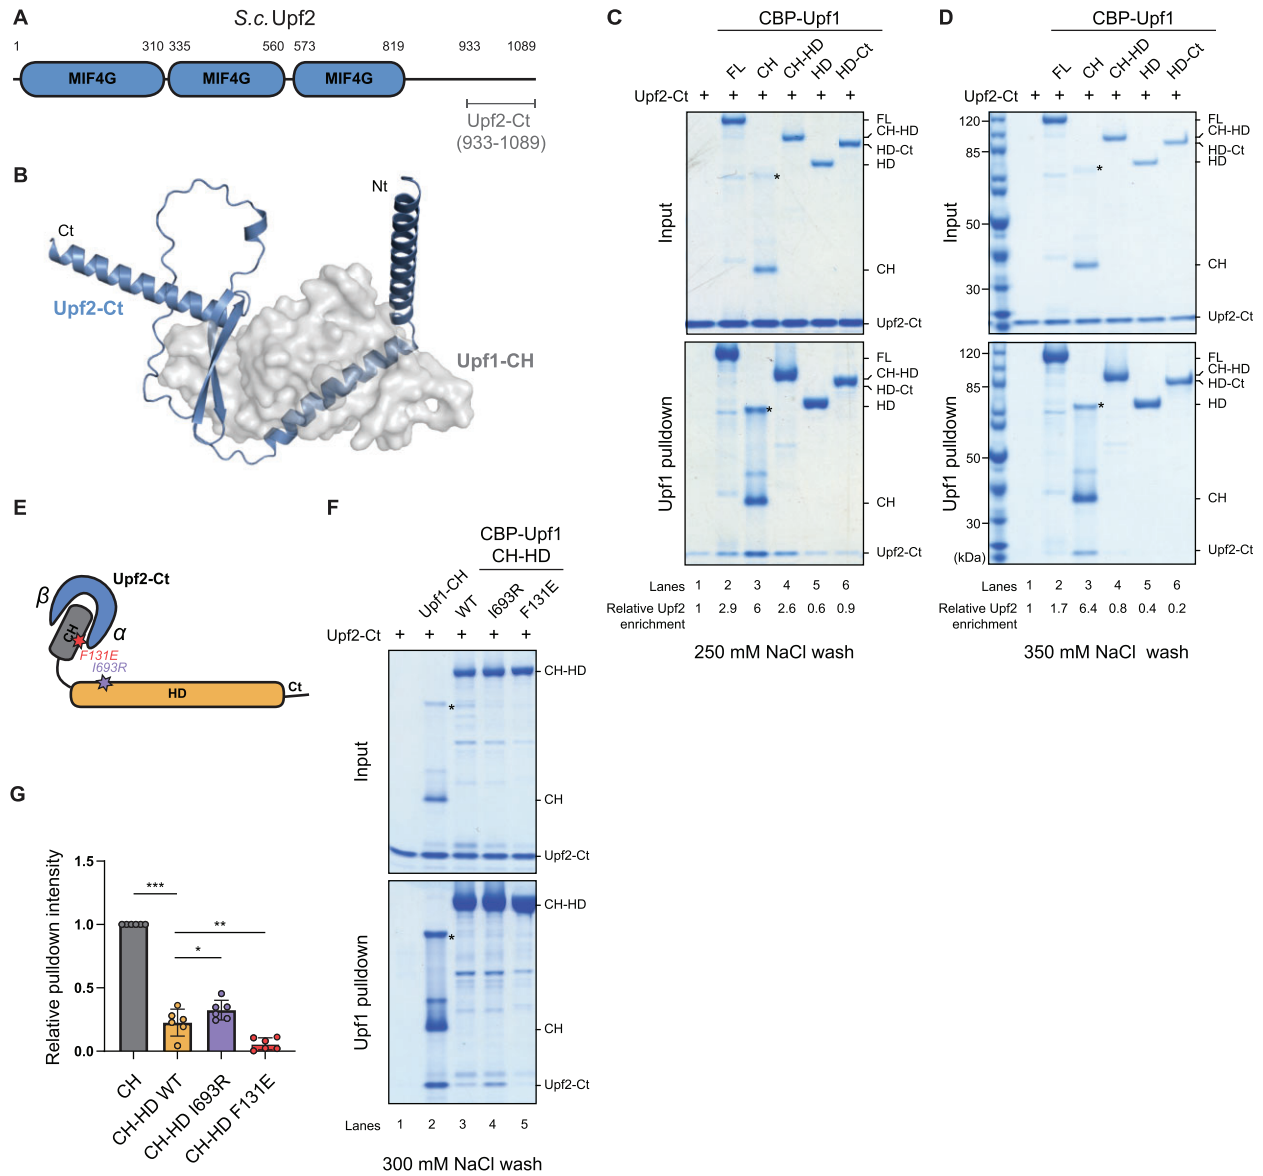 A
S.c. Upf2
1 310 335 560 573 819 933 1089
MIF4G MIF4G MIF4G
Upf2-Ct
(933-1089)
B
Nt
Ct
Upf2-Ct
Upf1-CH
C
CBP-Upf1
FL CH CH-HD HD HD-Ct
Upf2-Ct + + + + + +
Input
FL
CH-HD
HD-Ct
HD
*
CH
Upf2-Ct
Upf1 pulldown
FL
CH-HD
HD-Ct
HD
*
CH
Upf2-Ct
Lanes 1 2 3 4 5 6
Relative Upf2 1 2.9 6 2.6 0.6 0.9
enrichment
250 mM NaCl wash
D
CBP-Upf1
FL CH CH-HD HD HD-Ct
Upf2-Ct + + + + + +
Input
120
85
50
30
FL
CH-HD
HD-Ct
HD
*
CH
Upf2-Ct
Upf1 pulldown
120
85
50
30
(kDa)
FL
CH-HD
HD-Ct
HD
*
CH
Upf2-Ct
Lanes 1 2 3 4 5 6
Relative Upf2 1 1.7 6.4 0.8 0.4 0.2
enrichment
350 mM NaCl wash
E
Upf2-Ct
β
CH
α
F131E
I693R
HD
Ct
F
CBP-Upf1
CH-HD
Upf1-CH WT I693R F131E
Upf2-Ct + + + + +
Input
CH-HD
*
CH
Upf2-Ct
Upf1 pulldown
CH-HD
*
CH
Upf2-Ct
Lanes 1 2 3 4 5
300 mM NaCl wash
G
Relative pulldown intensity
1.5
1.0
0.5
0.0
***
**
*
CH
CH-HD WT
CH-HD I693R
CH-HD F131E